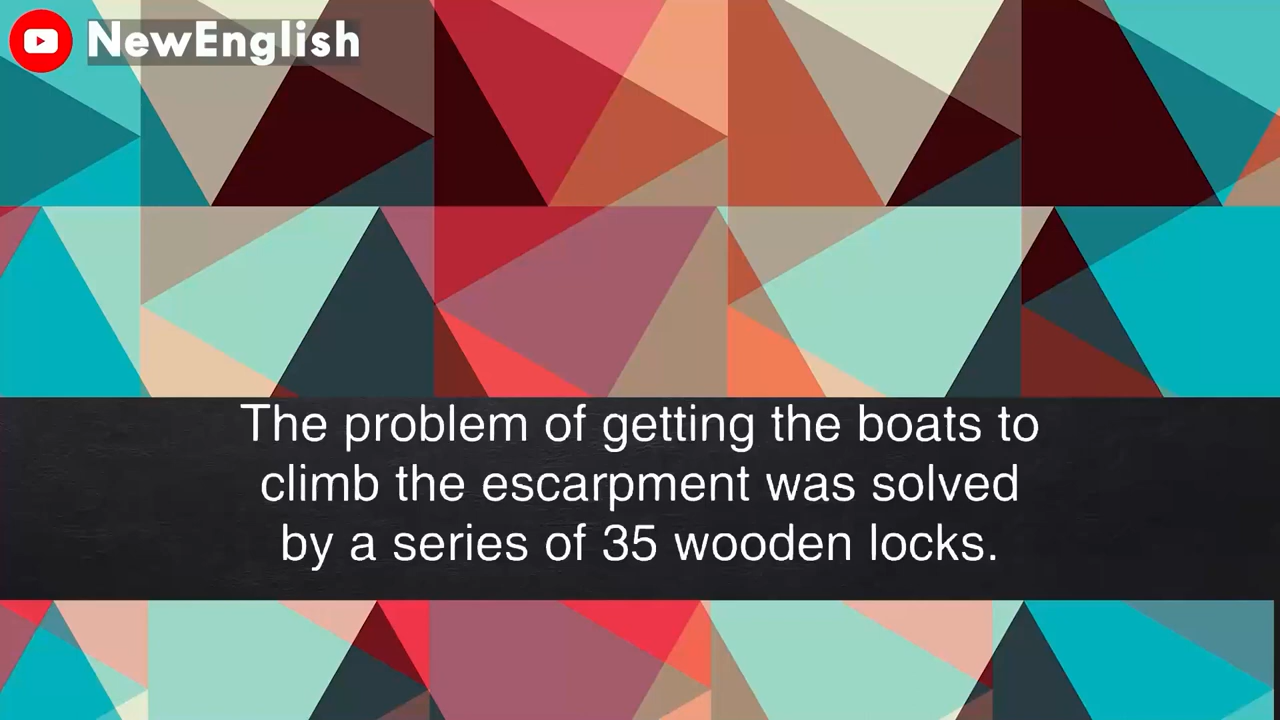 NewEnglish
The problem of getting the boats to
climb the escarpment was solved
by a series of 35 wooden locks.